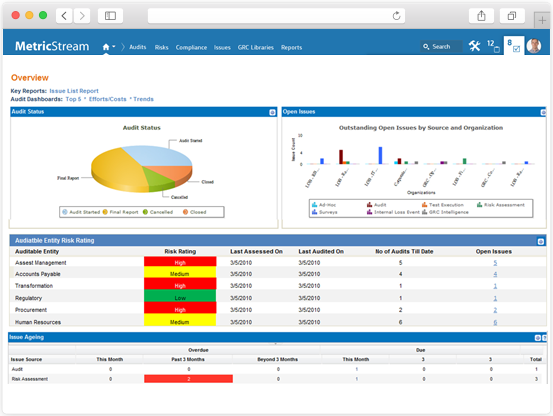 MetricStream Audits Risks Compliance Issues GRC Libraries Reports Search 12 8
Overview
Key Reports: Issue List Report
Audit Dashboards: Top 5 * Efforts/Costs * Trends
Audit Status
Audit Status
Audit Started
Final Repor
Closed
Cancelled
Audit Started Final Report Cancelled Closed
Open Issues
Outstanding Open Issues by Source and Organization
Issue Count
10
4
0
Organizations
Ad-Hoc Audit Test Execution Risk Assessment
Surveys Internal Loss Event GRC Intelligence
Auditable Entity Risk Rating
Auditable Entity Risk Rating Last Assessed On Last Audited On No of Audits Till Date Open Issues
Assest Management High 3/5/2010 3/5/2010 5 5
Accounts Payable Medium 3/5/2010 3/5/2010 4 4
Transformation High 3/5/2010 3/5/2010 1 1
Regulatory Low 3/5/2010 3/5/2010 1 1
Procurement High 3/5/2010 3/5/2010 2 2
Human Resources Medium 3/5/2010 3/5/2010 6 6
Issue Ageing
Overdue Due
Issue Source This Month Past 3 Months Beyond 3 Months This Month 3 3 Total
Audit 0 0 0 1 0 0 1
Risk Assessment 0 2 0 1 0 0 3